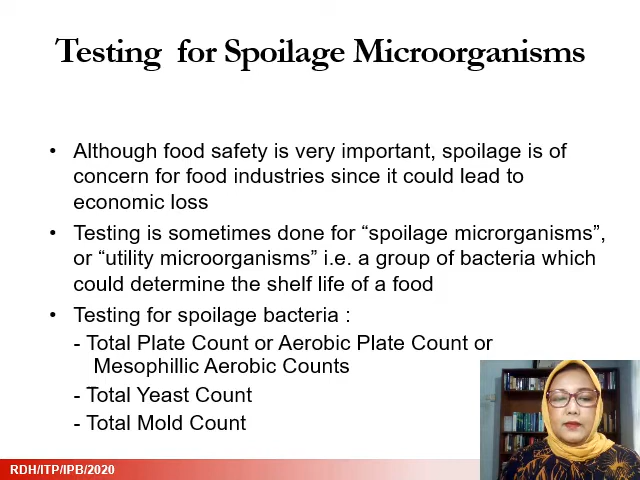 Testing for Spoilage Microorganisms
• Although food safety is very important, spoilage is of
concern for food industries since it could lead to
economic loss
• Testing is sometimes done for “spoilage microrganisms”,
or “utility microorganisms” i.e. a group of bacteria which
could determine the shelf life of a food
• Testing for spoilage bacteria :
- Total Plate Count or Aerobic Plate Count or
Mesophillic Aerobic Counts
- Total Yeast Count
- Total Mold Count
RDH/ITP/IPB/2020